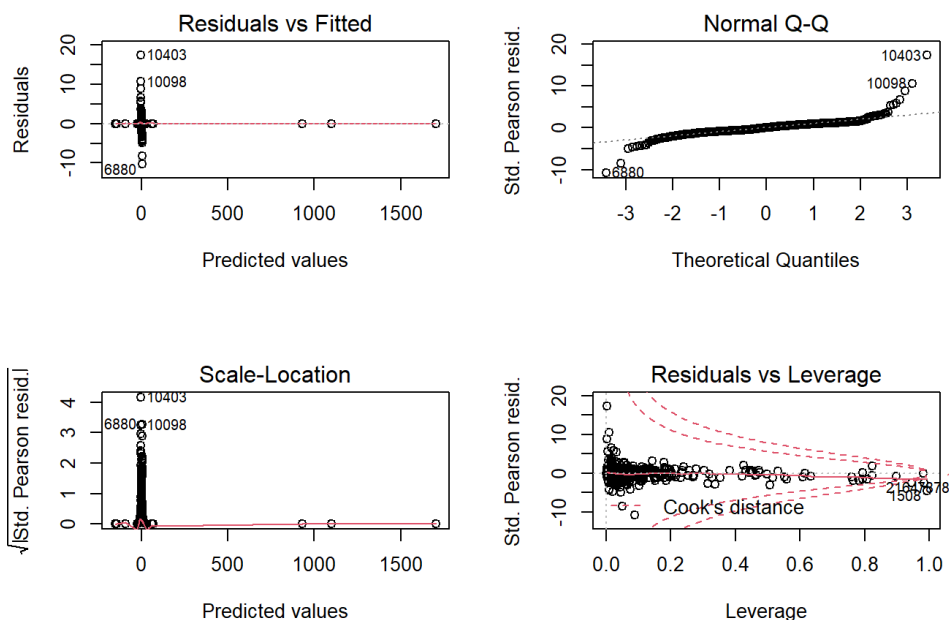 Residuals vs Fitted
Residuals
20
10
0
-10
10403
10098
6880
0 500 1000 1500
Predicted values
Normal Q-Q
Std. Pearson resid.
20
10
0
-10
10403
10098
6880
-3 -2 -1 0 1 2 3
Theoretical Quantiles
Scale-Location
√|Std. Pearson resid.|
4
3
2
1
0
10403
6880 10098
0 500 1000 1500
Predicted values
Residuals vs Leverage
Std. Pearson resid.
20
10
0
-10
1508
Cook's distance
0.0 0.2 0.4 0.6 0.8 1.0
Leverage